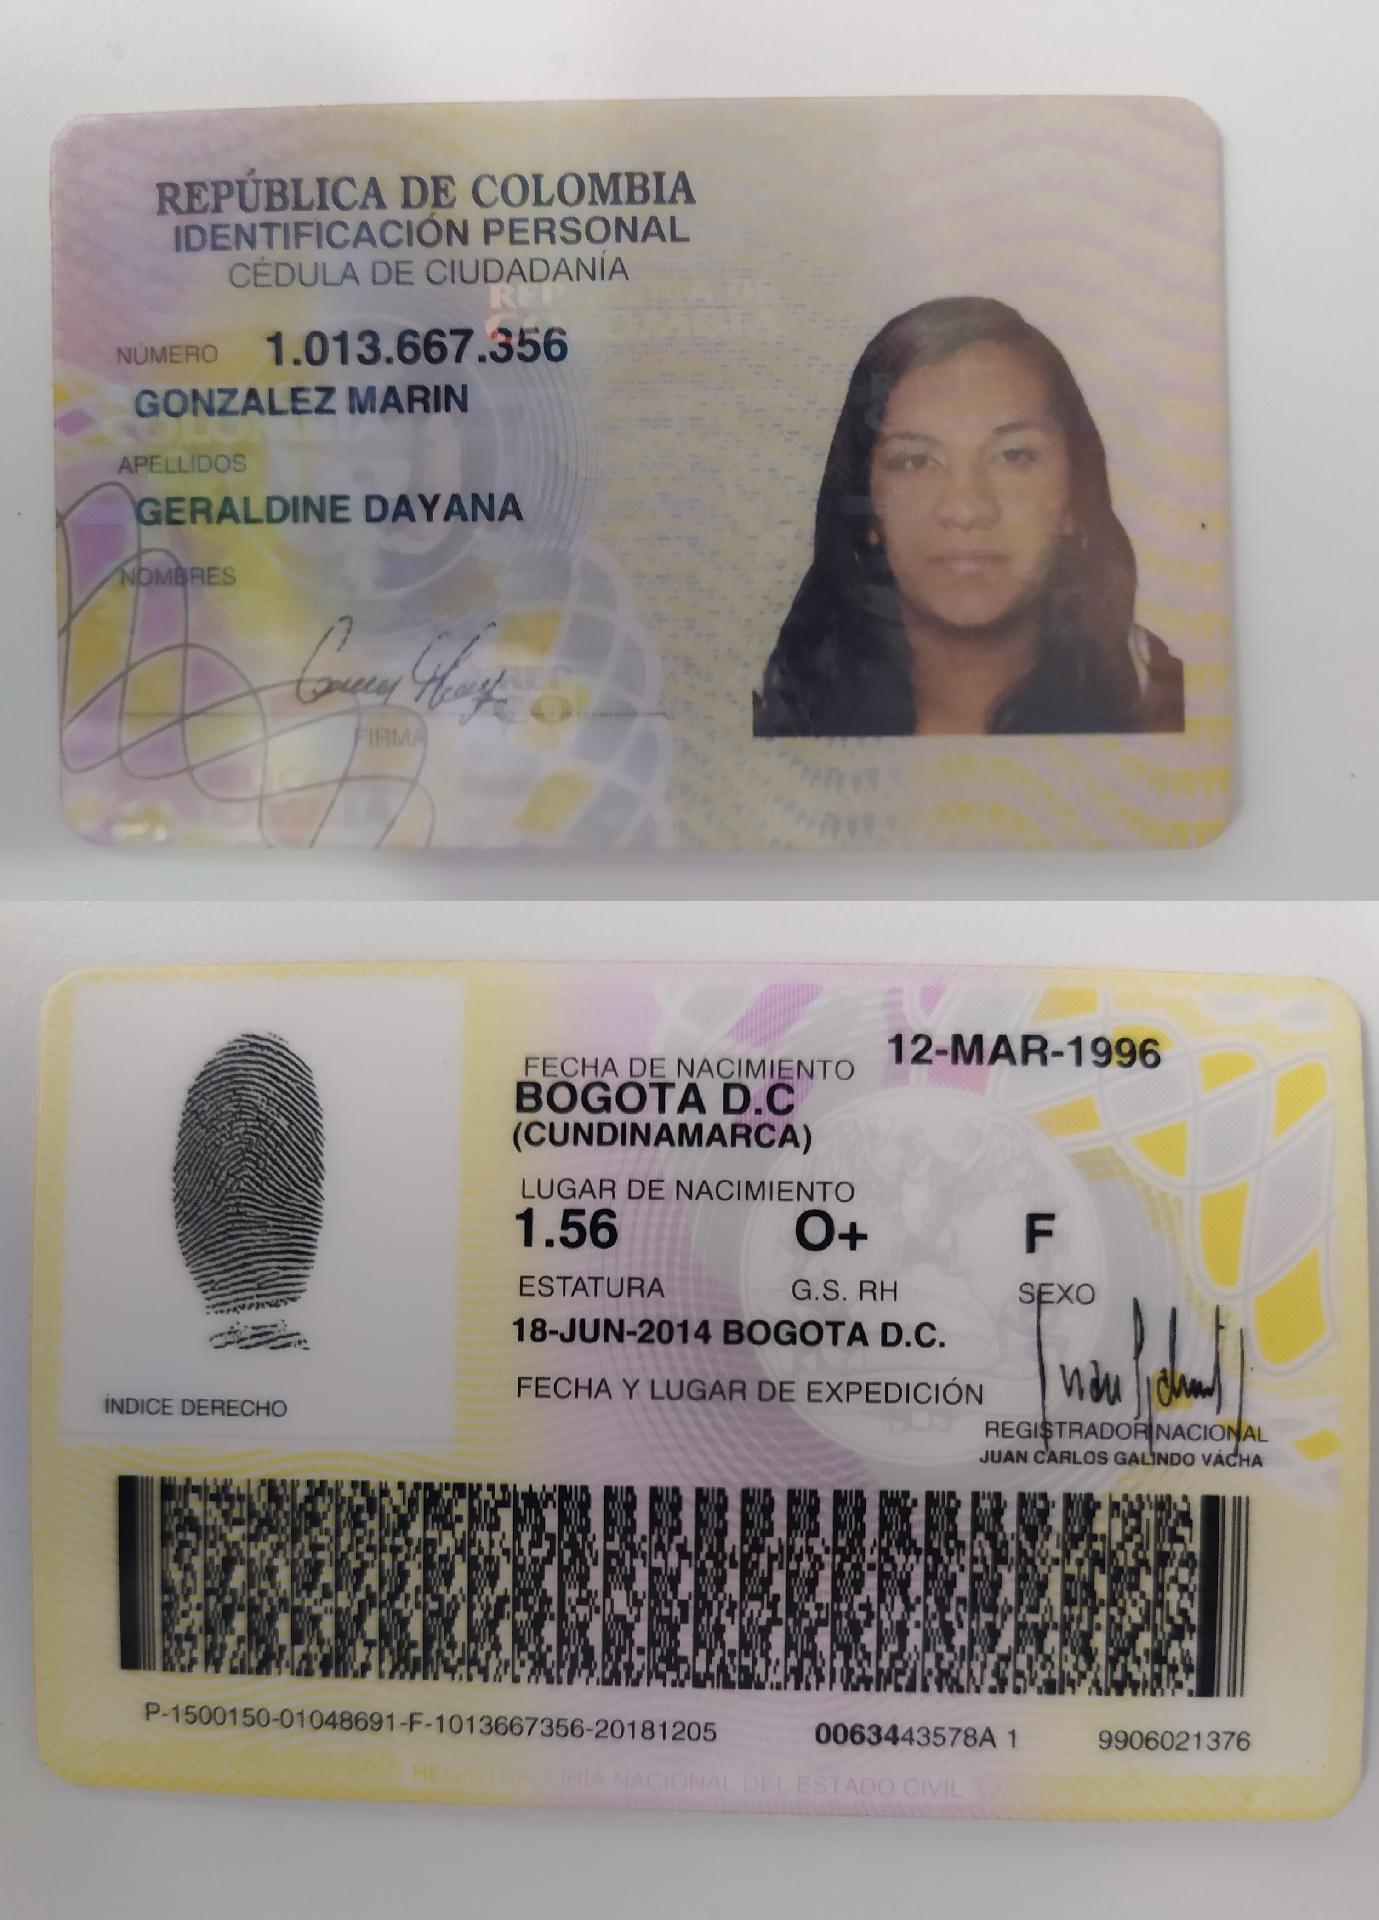 REPÚBLICA DE COLOMBIA
IDENTIFICACIÓN PERSONAL
CÉDULA DE CIUDADANÍA
NÚMERO 1.013.667.356
GONZALEZ MARIN
APELLIDOS
GERALDINE DAYANA
NOMBRES
FIRMA
FECHA DE NACIMIENTO 12-MAR-1996
BOGOTA D.C
(CUNDINAMARCA)
LUGAR DE NACIMIENTO
1.56 O+ F
ESTATURA G.S. RH SEXO
18-JUN-2014 BOGOTA D.C.
FECHA Y LUGAR DE EXPEDICIÓN
ÍNDICE DERECHO
REGISTRADOR NACIONAL
JUAN CARLOS GALINDO VÁCHA
P-1500150-01048691-F-1013667356-20181205 0063443578A 1 9906021376
REGISTRADURIA NACIONAL DEL ESTADO CIVIL